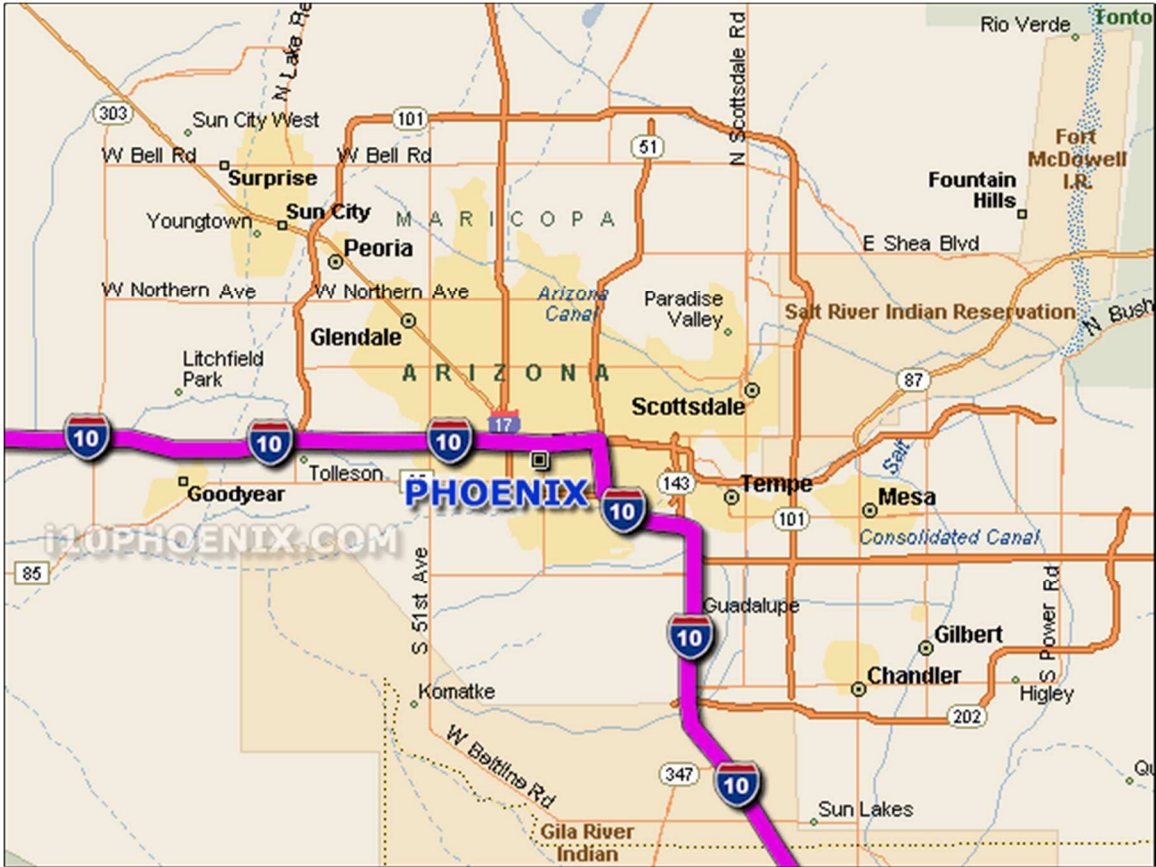 Rio Verde
Tonto
N Lake Re
N Scottsdale Rd
303
Sun City West
101
51
Fort
McDowell
I.R.
W Bell Rd
W Bell Rd
Surprise
Fountain
Hills
Youngtown
Sun City
MARICOPA
Peoria
E Shea Blvd
W Northern Ave
W Northern Ave
Arizona
Canal
Paradise
Valley
Salt River Indian Reservation
N Bush
Glendale
Litchfield
Park
ARIZONA
87
Scottsdale
17
10
10
10
Salt
Tolleson
Goodyear
PHOENIX
10
143
Tempe
Mesa
101
Consolidated Canal
i10PHOENIX.COM
85
S 51st Ave
Guadalupe
S Power Rd
10
Gilbert
Chandler
Higley
Komatke
202
W Beltline Rd
347
10
Qu
Sun Lakes
Gila River
Indian